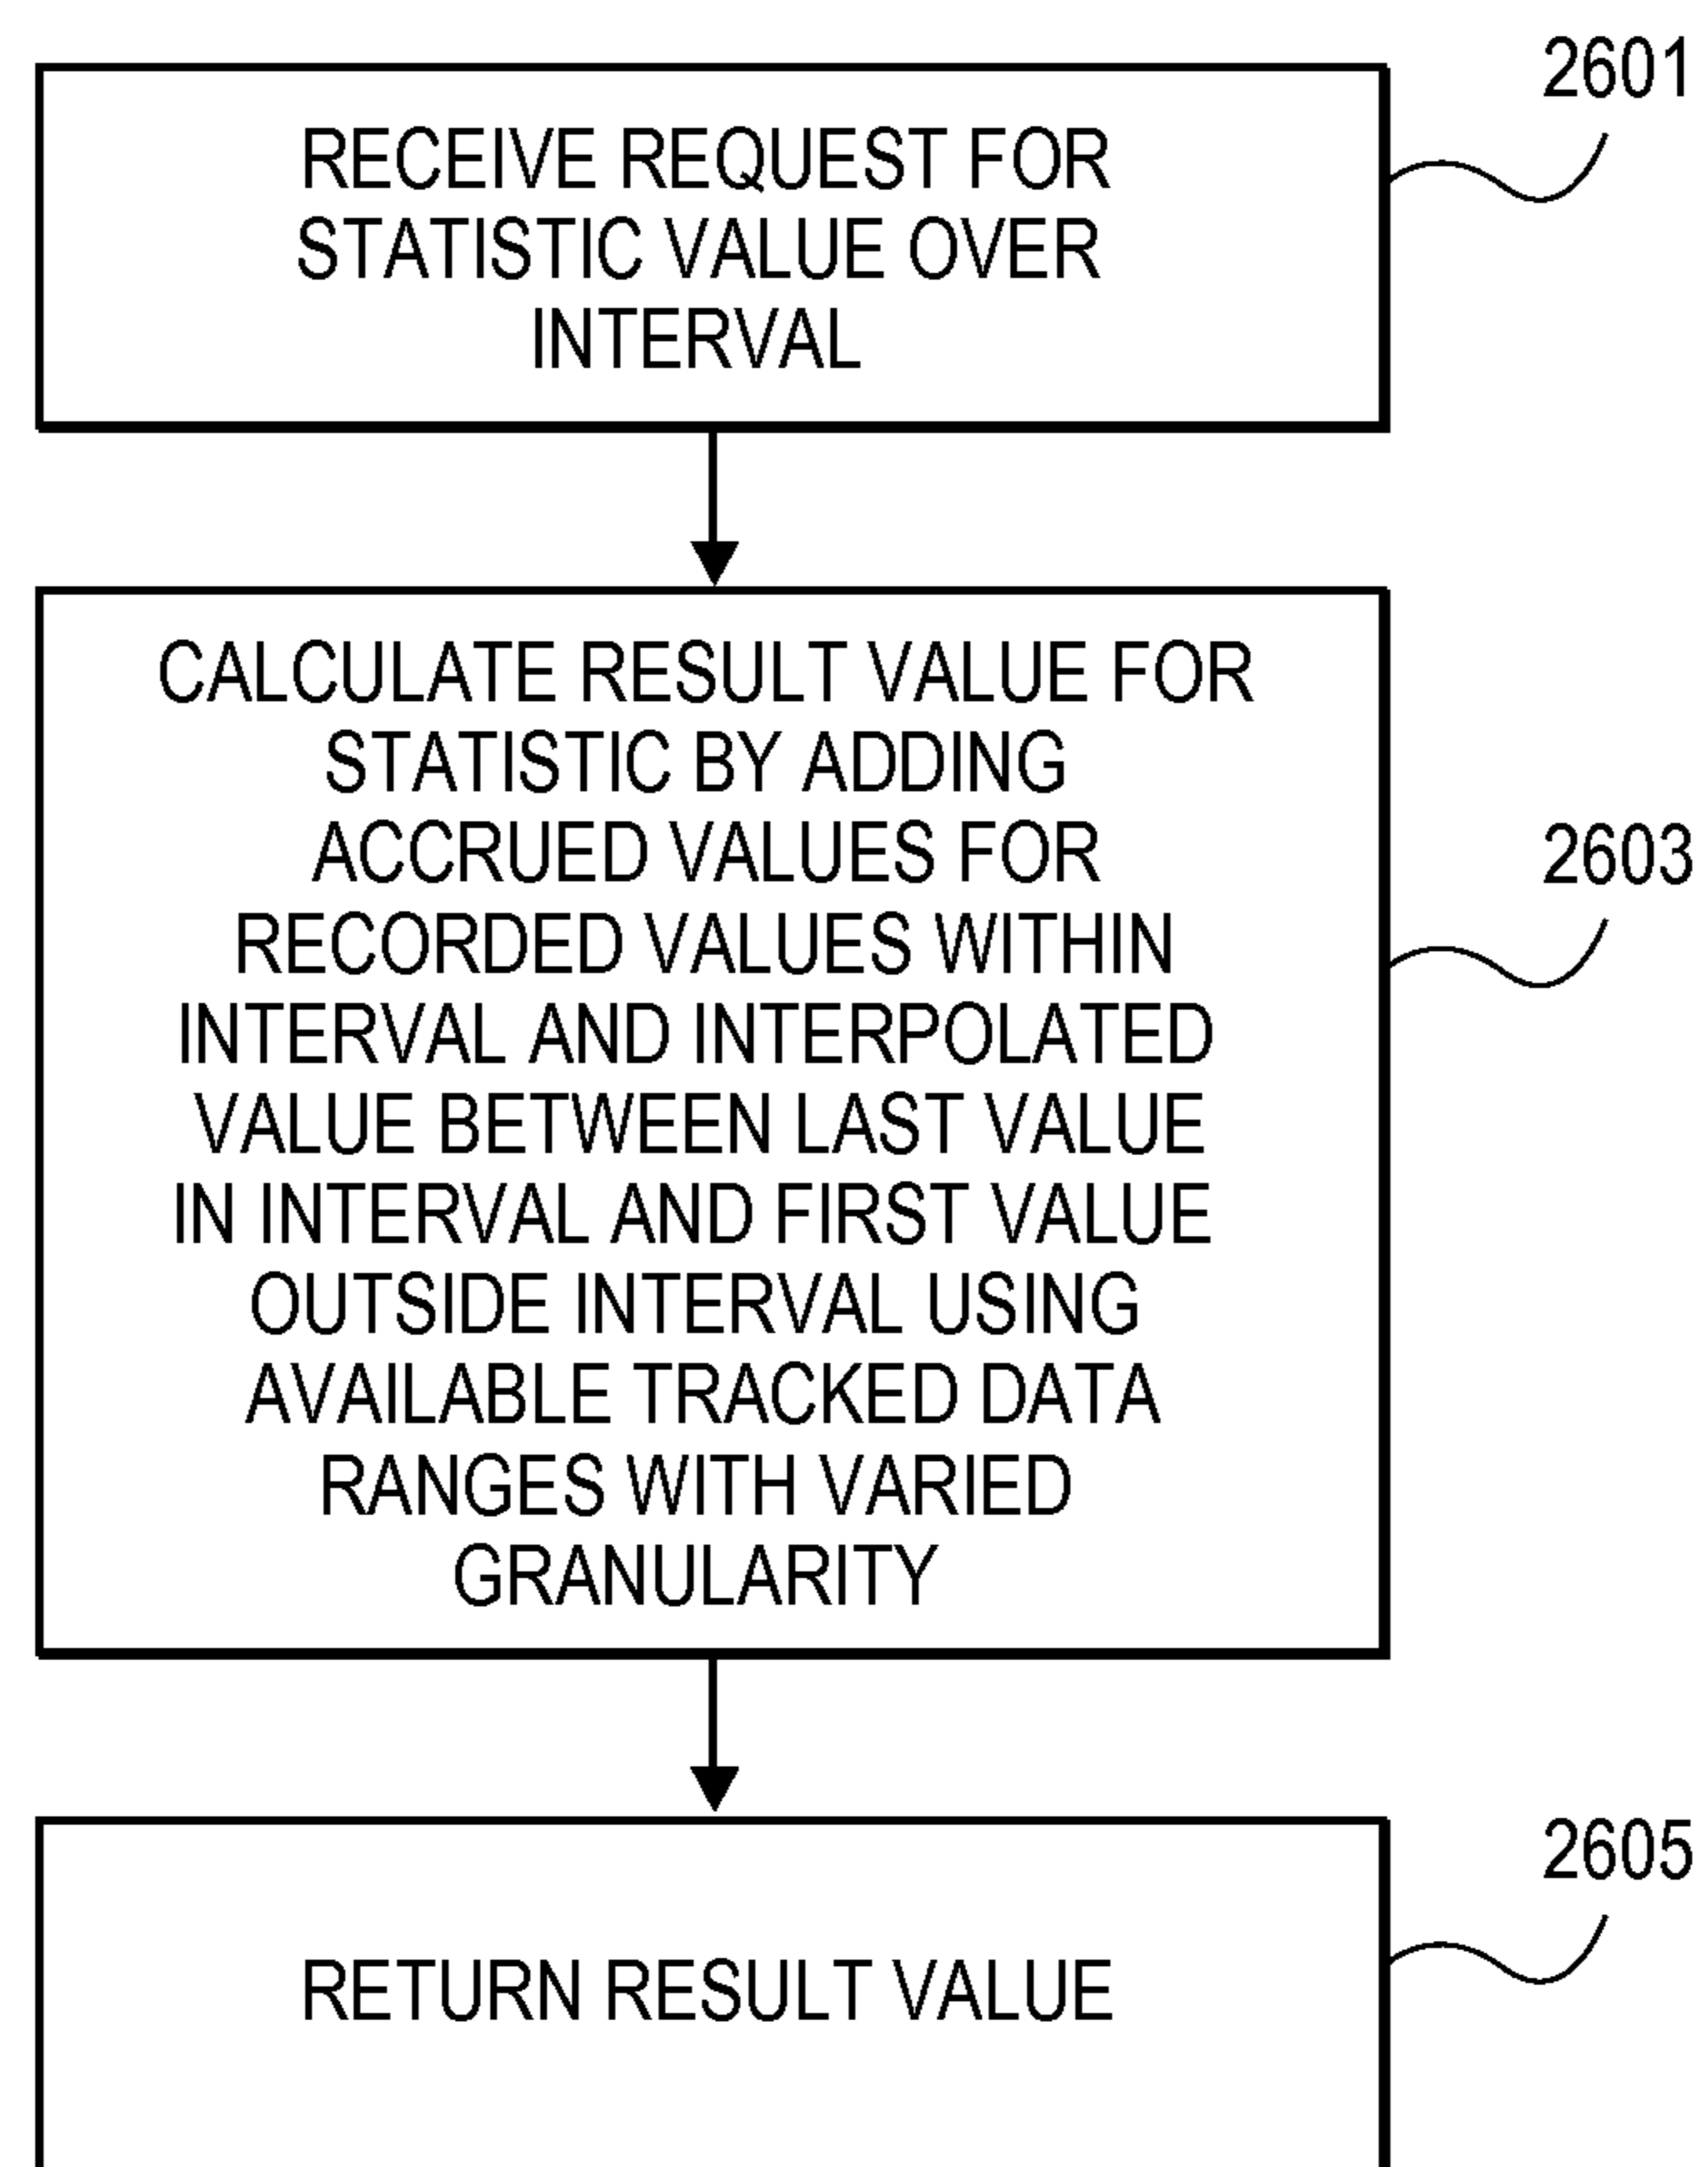 2601
RECEIVE REQUEST FOR
STATISTIC VALUE OVER
INTERVAL
CALCULATE RESULT VALUE FOR
STATISTIC BY ADDING
ACCRUED VALUES FOR
RECORDED VALUES WITHIN
INTERVAL AND INTERPOLATED
VALUE BETWEEN LAST VALUE
IN INTERVAL AND FIRST VALUE
OUTSIDE INTERVAL USING
AVAILABLE TRACKED DATA
RANGES WITH VARIED
GRANULARITY
2603
2605
RETURN RESULT VALUE